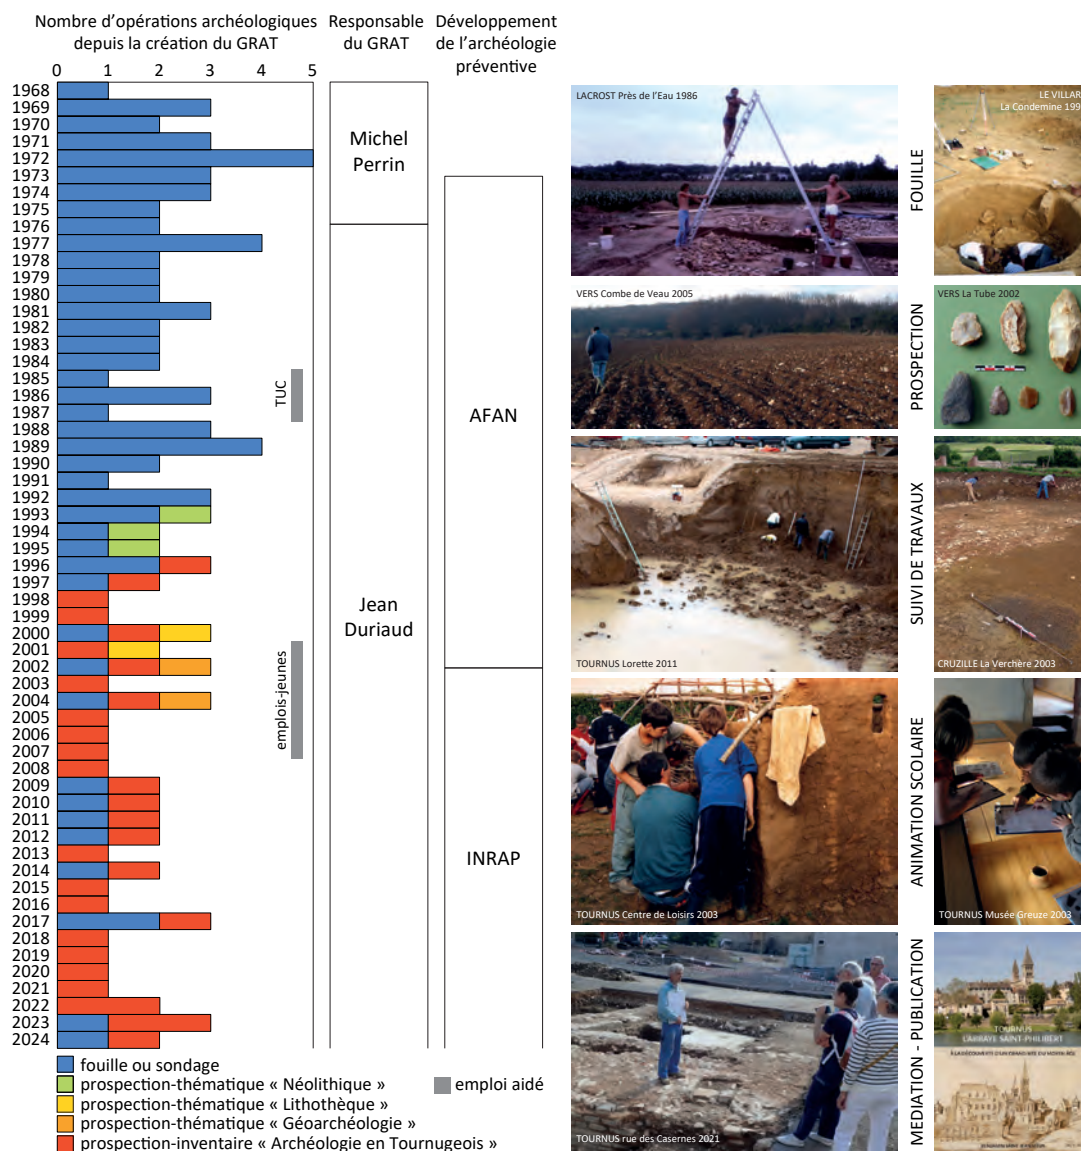 Nombre d'opérations archéologiques
depuis la création du GRAT
Responsable
du GRAT
Développement
de l'archéologie
préventive
0 1 2 3 4 5
1968
1969
1970
1971
1972
1973
1974
1975
1976
1977
1978
1979
1980
1981
1982
1983
1984
1985
1986
1987
1988
1989
1990
1991
1992
1993
1994
1995
1996
1997
1998
1999
2000
2001
2002
2003
2004
2005
2006
2007
2008
2009
2010
2011
2012
2013
2014
2015
2016
2017
2018
2019
2020
2021
2022
2023
2024
TUC
emplois-jeunes
Michel
Perrin
Jean
Duriaud
AFAN
INRAP
fouille ou sondage
prospection-thématique « Néolithique »
prospection-thématique « Lithothèque »
prospection-thématique « Géoarchéologie »
prospection-inventaire « Archéologie en Tournugeois »
emploi aidé
LACROST Près de l'Eau 1986
FOUILLE
LE VILLAR
La Condemine 199
VERS Combe de Veau 2005
PROSPECTION
VERS La Tube 2002
TOURNUS Lorette 2011
SUIVI DE TRAVAUX
CRUZILLE La Verchère 2003
TOURNUS Centre de Loisirs 2003
ANIMATION SCOLAIRE
TOURNUS Musée Greuze 2003
TOURNUS rue des Casernes 2021
MEDIATION - PUBLICATION
TOURNUS
L'ABBAYE SAINT-PHILIBERT